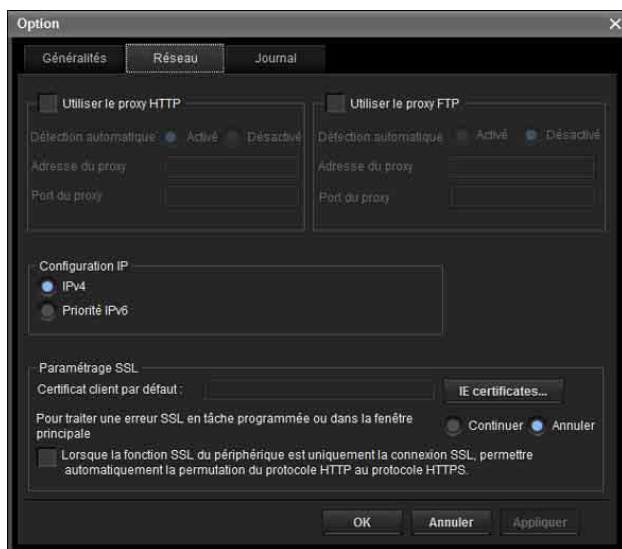 Option
Généralités Réseau Journal
Utiliser le proxy HTTP
Détection automatique Activé Désactivé
Adresse du proxy
Port du proxy
Utiliser le proxy FTP
Détection automatique Activé Désactivé
Adresse du proxy
Port du proxy
Configuration IP
IPv4
Priorité IPv6
Paramétrage SSL
Certificat client par défaut : IE certificates...
Pour traiter une erreur SSL en tâche programmée ou dans la fenêtre
principale
Continuer Annuler
Lorsque la fonction SSL du périphérique est uniquement la connexion SSL, permettre
automatiquement la permutation du protocole HTTP au protocole HTTPS.
OK Annuler Appliquer